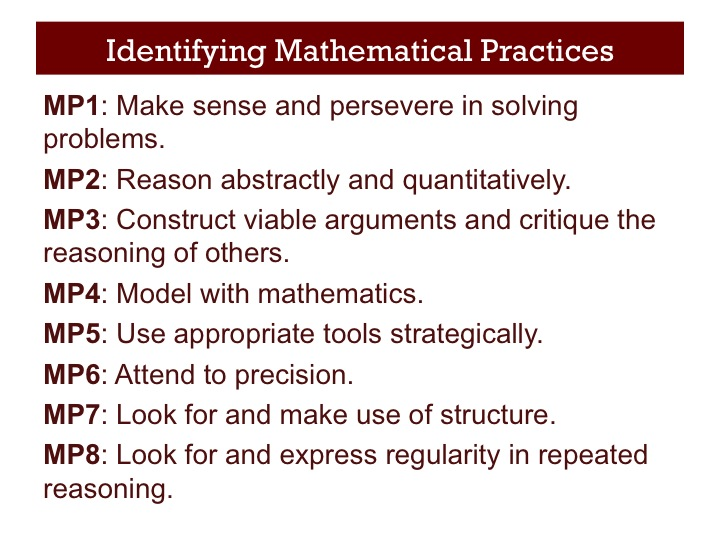 Identifying Mathematical Practices
MP1: Make sense and persevere in solving
problems.
MP2: Reason abstractly and quantitatively.
MP3: Construct viable arguments and critique the
reasoning of others.
MP4: Model with mathematics.
MP5: Use appropriate tools strategically.
MP6: Attend to precision.
MP7: Look for and make use of structure.
MP8: Look for and express regularity in repeated
reasoning.